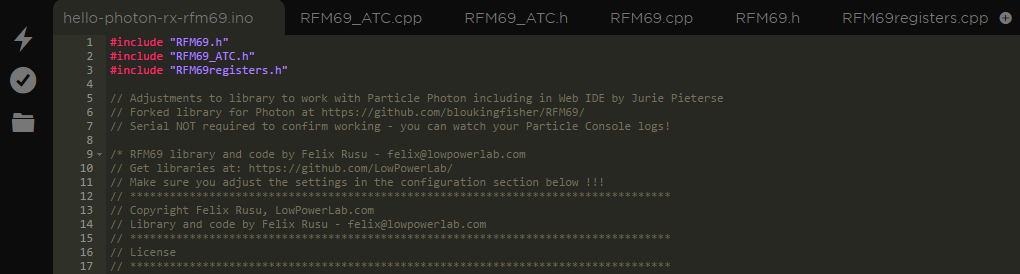 hello-photon-rx-rfm69.ino RFM69_ATC.cpp RFM69_ATC.h RFM69.cpp RFM69.h RFM69registers.cpp
1 #include "RFM69.h"
2 #include "RFM69_ATC.h"
3 #include "RFM69registers.h"
4
5 // Adjustments to library to work with Particle Photon including in Web IDE by Jurie Pieterse
6 // Forked library for Photon at https://github.com/bloukingfisher/RFM69/
7 // Serial NOT required to confirm working - you can watch your Particle Console logs!
8
9 /* RFM69 library and code by Felix Rusu - felix@lowpowerlab.com
10 // Get libraries at: https://github.com/LowPowerLab/
11 // Make sure you adjust the settings in the configuration section below !!!
12 // **********************************************************************************
13 // Copyright Felix Rusu, LowPowerLab.com
14 // Library and code by Felix Rusu - felix@lowpowerlab.com
15 // **********************************************************************************
16 // License
17 // **********************************************************************************